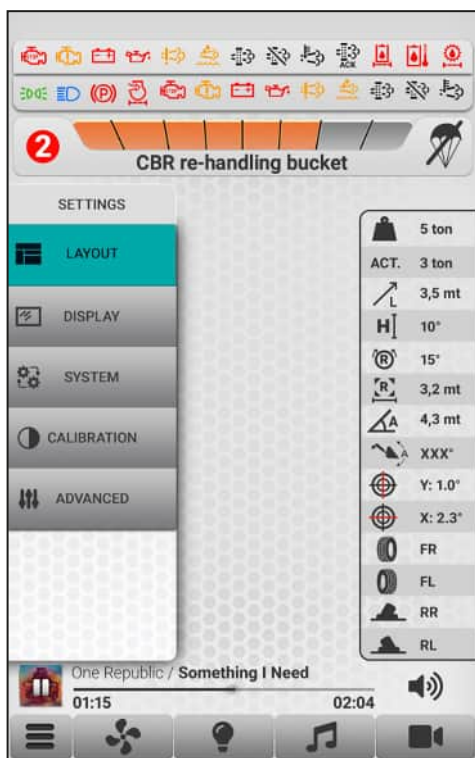 STOP
ACK
(P)
2
CBR re-handling bucket
SETTINGS
LAYOUT
DISPLAY
SYSTEM
CALIBRATION
ADVANCED
5 ton
ACT. 3 ton
L 3,5 mt
H 10°
(R) 15°
R 3,2 mt
A 4,3 mt
A XXX°
Y: 1.0°
X: 2.3°
FR
FL
RR
RL
One Republic / Something I Need
01:15 02:04